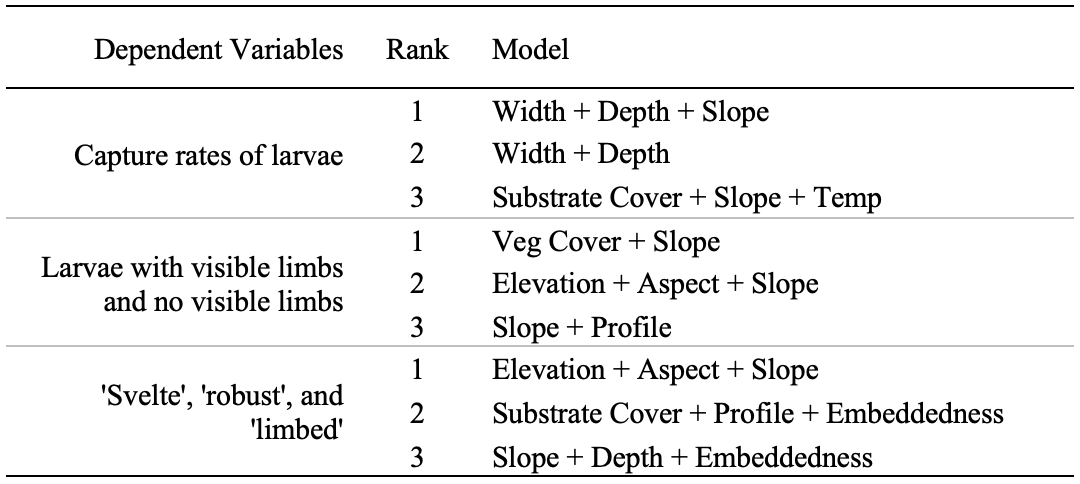 Dependent Variables Rank Model
1 Width + Depth + Slope
Capture rates of larvae 2 Width + Depth
3 Substrate Cover + Slope + Temp
1 Veg Cover + Slope
Larvae with visible limbs
and no visible limbs 2 Elevation + Aspect + Slope
3 Slope + Profile
1 Elevation + Aspect + Slope
'Svelte', 'robust', and
'limbed' 2 Substrate Cover + Profile + Embeddedness
3 Slope + Depth + Embeddedness